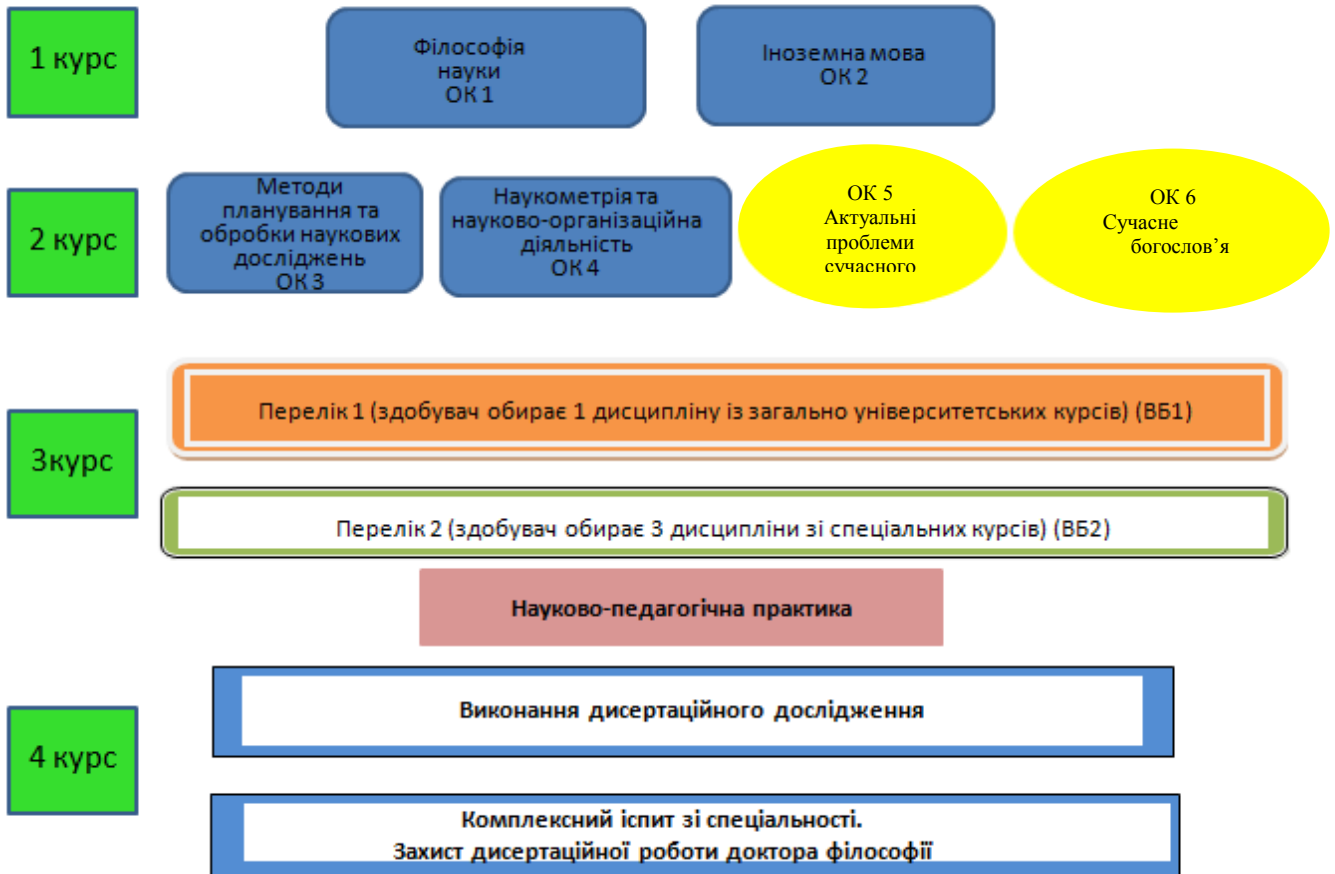 1 курс
Філософія
науки
ОК 1
Іноземна мова
ОК 2
2 курс
Методи
планування та
обробки наукових
досліджень
ОК 3
Наукометрія та
науково-організаційна
діяльність
ОК 4
ОК 5
Актуальні
проблеми
сучасного
ОК 6
Сучасне
богослов’я
3курс
Перелік 1 (здобувач обирає 1 дисципліну із загально університетських курсів) (ВБ1)
Перелік 2 (здобувач обирає 3 дисципліни зі спеціальних курсів) (ВБ2)
Науково-педагогічна практика
4 курс
Виконання дисертаційного дослідження
Комплексний іспит зі спеціальності.
Захист дисертаційної роботи доктора філософії